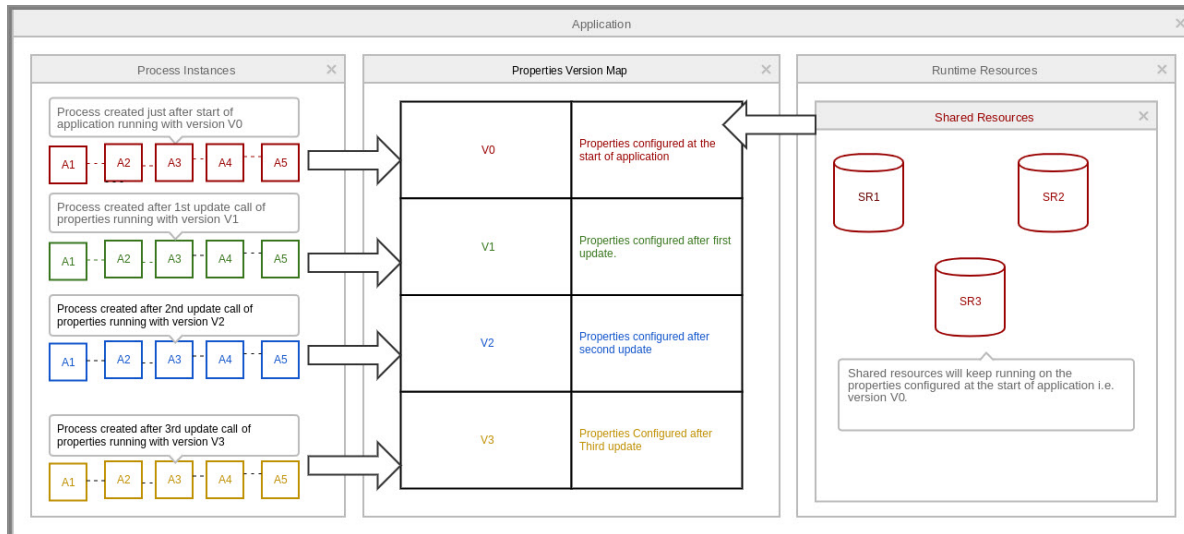 Application
Process Instances
Process created just after start of
application running with version V0
A1 A2 A3 A4 A5
Process created after 1st update call of
properties running with version V1
A1 A2 A3 A4 A5
Process created after 2nd update call of
properties running with version V2
A1 A2 A3 A4 A5
Process created after 3rd update call of
properties running with version V3
A1 A2 A3 A4 A5
Properties Version Map
V0
Properties configured at the
start of application
V1
Properties configured after first
update.
V2
Properties configured after
second update
V3
Properties Configured after
Third update
Runtime Resources
Shared Resources
SR1
SR2
SR3
Shared resources will keep running on the
properties configured at the start of application i.e.
version V0.